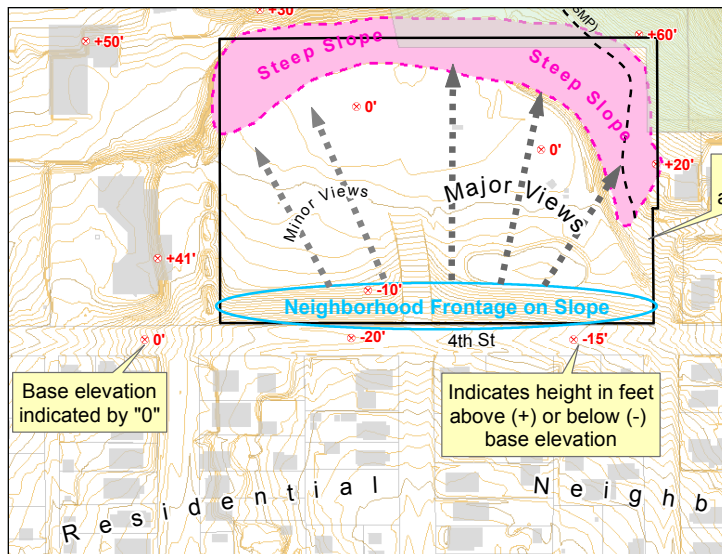 +30'
SMP)
+50'
+60'
Steep Slope
Steep Slope
0'
0'
+20'
Minor Views
Major Views
a
+41'
-10'
Neighborhood Frontage on Slope
0'
-20'
4th St
-15'
Base elevation
indicated by "0"
Indicates height in feet
above (+) or below (-)
base elevation
Residential Neighb